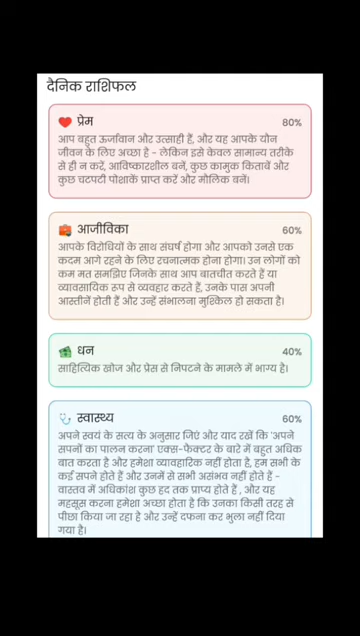 दैनिक राशिफल
प्रेम 80%
आप बहुत ऊर्जावान और उत्साही हैं, और यह आपके यौन
जीवन के लिए अच्छा है - लेकिन इसे केवल सामान्य तरीके
से ही न करें, आविष्कारशील बनें, कुछ कामुक किताबें और
कुछ चटपटी पोशाकें प्राप्त करें और मौलिक बनें।
आजीविका 60%
आपके विरोधियों के साथ संघर्ष होगा और आपको उनसे एक
कदम आगे रहने के लिए रचनात्मक होना होगा। उन लोगों को
कम मत समझिए जिनके साथ आप बातचीत करते हैं या
व्यावसायिक रूप से व्यवहार करते हैं, उनके पास अपनी
आस्तीनें होती हैं और उन्हें संभालना मुश्किल हो सकता है।
धन 40%
साहित्यिक खोज और प्रेस से निपटने के मामले में भाग्य है।
स्वास्थ्य 60%
अपने स्वयं के सत्य के अनुसार जिएं और याद रखें कि 'अपने
सपनों का पालन करना' एक्स-फैक्टर के बारे में बहुत अधिक
बात करता है और हमेशा व्यावहारिक नहीं होता है, हम सभी के
कई सपने होते हैं और उनमें से सभी असंभव नहीं होते हैं -
वास्तव में अधिकांश कुछ हद तक प्राप्य होते हैं , और यह
महसूस करना हमेशा अच्छा होता है कि उनका किसी तरह से
पीछा किया जा रहा है और उन्हें दफना कर भुला नहीं दिया
गया है।